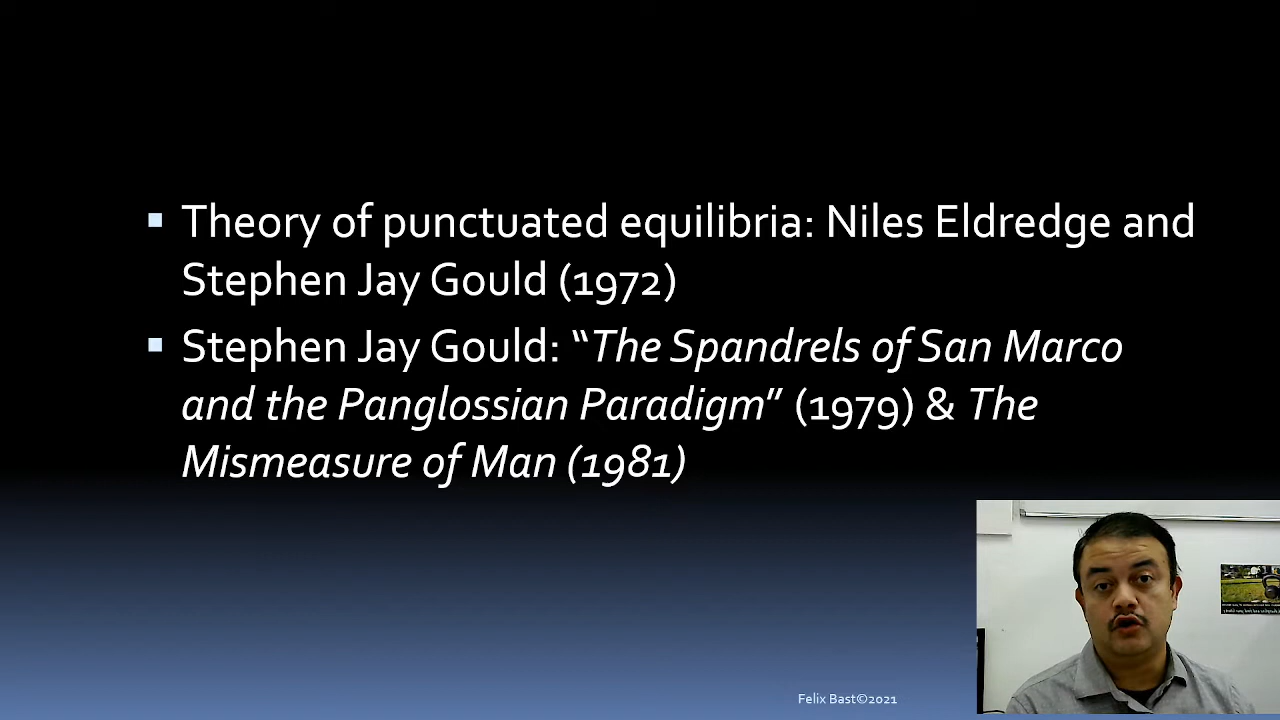 Theory of punctuated equilibria: Niles Eldredge and
Stephen Jay Gould (1972)
Stephen Jay Gould: “The Spandrels of San Marco
and the Panglossian Paradigm” (1979) & The
Mismeasure of Man (1981)
Felix Bast©2021